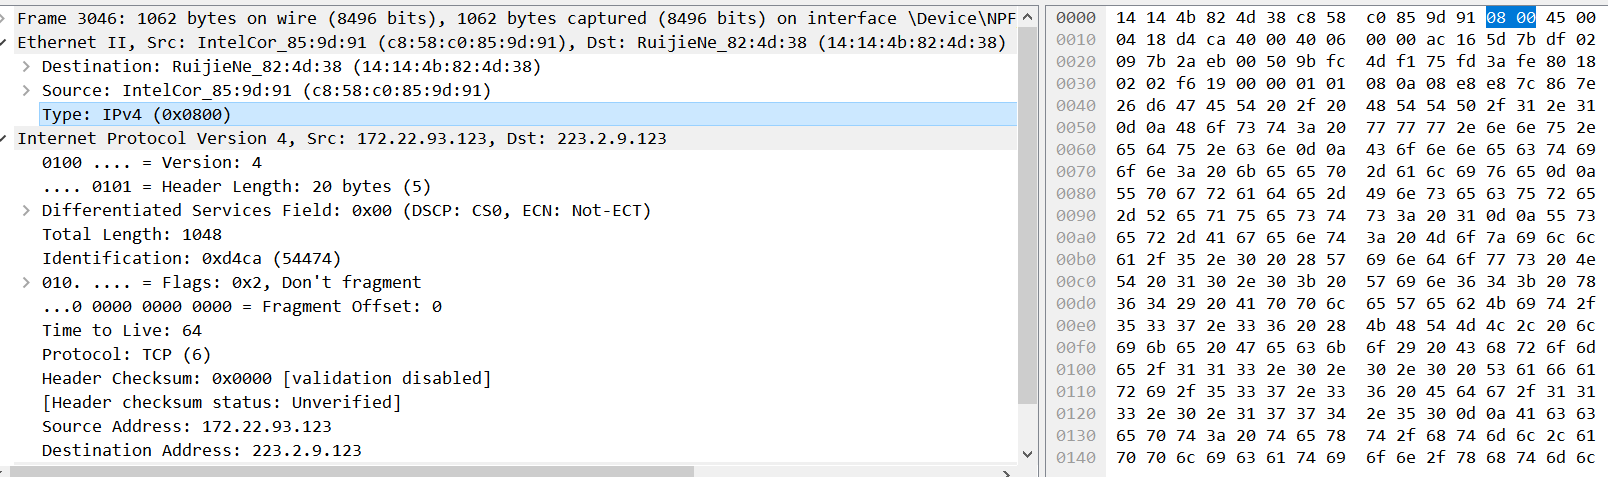 Frame 3046: 1062 bytes on wire (8496 bits), 1062 bytes captured (8496 bits) on interface \Device\NPF
Ethernet II, Src: IntelCor_85:9d:91 (c8:58:c0:85:9d:91), Dst: RuijieNe_82:4d:38 (14:14:4b:82:4d:38)
Destination: RuijieNe_82:4d:38 (14:14:4b:82:4d:38)
Source: IntelCor_85:9d:91 (c8:58:c0:85:9d:91)
Type: IPv4 (0x0800)
Internet Protocol Version 4, Src: 172.22.93.123, Dst: 223.2.9.123
0100 .... = Version: 4
.... 0101 = Header Length: 20 bytes (5)
Differentiated Services Field: 0x00 (DSCP: CS0, ECN: Not-ECT)
Total Length: 1048
Identification: 0xd4ca (54474)
010. .... = Flags: 0x2, Don't fragment
...0 0000 0000 0000 = Fragment Offset: 0
Time to Live: 64
Protocol: TCP (6)
Header Checksum: 0x0000 [validation disabled]
[Header checksum status: Unverified]
Source Address: 172.22.93.123
Destination Address: 223.2.9.123
0000 14 14 4b 82 4d 38 c8 58 c0 85 9d 91 08 00 45 00
0010 04 18 d4 ca 40 00 40 06 00 00 ac 16 5d 7b df 02
0020 09 7b 2a eb 00 50 9b fc 4d f1 75 fd 3a fe 80 18
0030 02 02 f6 19 00 00 01 01 08 0a 08 e8 e8 7c 86 7e
0040 26 d6 47 45 54 20 2f 20 48 54 54 50 2f 31 2e 31
0050 0d 0a 48 6f 73 74 3a 20 77 77 77 2e 6e 6e 75 2e
0060 65 64 75 2e 63 6e 0d 0a 43 6f 6e 6e 65 63 74 69
0070 6f 6e 3a 20 6b 65 65 70 2d 61 6c 69 76 65 0d 0a
0080 55 70 67 72 61 64 65 2d 49 6e 73 65 63 75 72 65
0090 2d 52 65 71 75 65 73 74 73 3a 20 31 0d 0a 55 73
00a0 65 72 2d 41 67 65 6e 74 3a 20 4d 6f 7a 69 6c 6c
00b0 61 2f 35 2e 30 20 28 57 69 6e 64 6f 77 73 20 4e
00c0 54 20 31 30 2e 30 3b 20 57 69 6e 36 34 3b 20 78
00d0 36 34 29 20 41 70 70 6c 65 57 65 62 4b 69 74 2f
00e0 35 33 37 2e 33 36 20 28 4b 48 54 4d 4c 2c 20 6c
00f0 69 6b 65 20 47 65 63 6b 6f 29 20 43 68 72 6f 6d
0100 65 2f 31 31 33 2e 30 2e 30 2e 30 20 53 61 66 61
0110 72 69 2f 35 33 37 2e 33 36 20 45 64 67 2f 31 31
0120 33 2e 30 2e 31 37 37 34 2e 35 30 0d 0a 41 63 63
0130 65 70 74 3a 20 74 65 78 74 2f 68 74 6d 6c 2c 61
0140 70 70 6c 69 63 61 74 69 6f 6e 2f 78 68 74 6d 6c